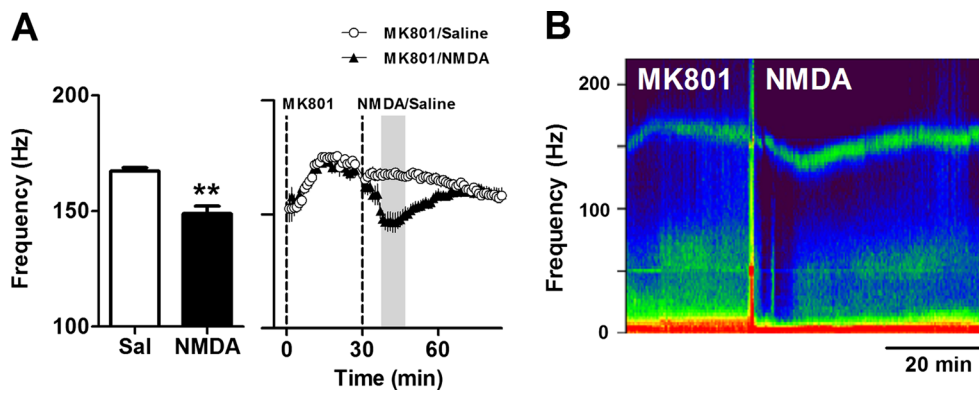 A
MK801/Saline
MK801/NMDA
B
200
150
100
Frequency (Hz)
**
Sal NMDA
MK801 NMDA/Saline
0 30 60
Time (min)
MK801 NMDA
200
100
0
Frequency (Hz)
20 min